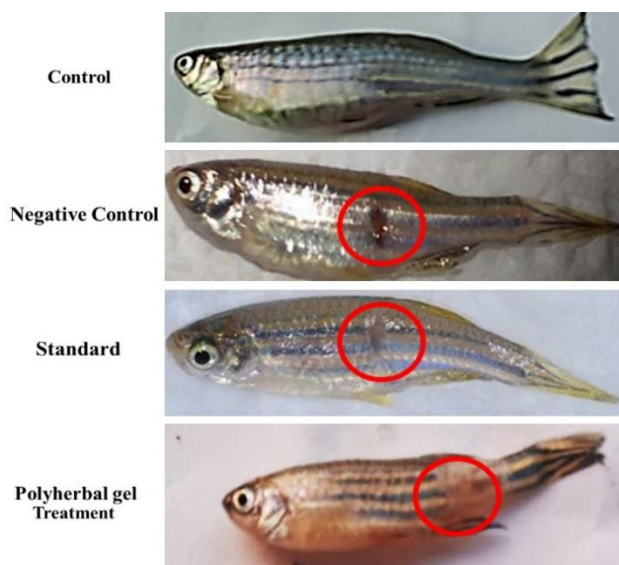 Control
Negative Control
Standard
Polyherbal gel
Treatment